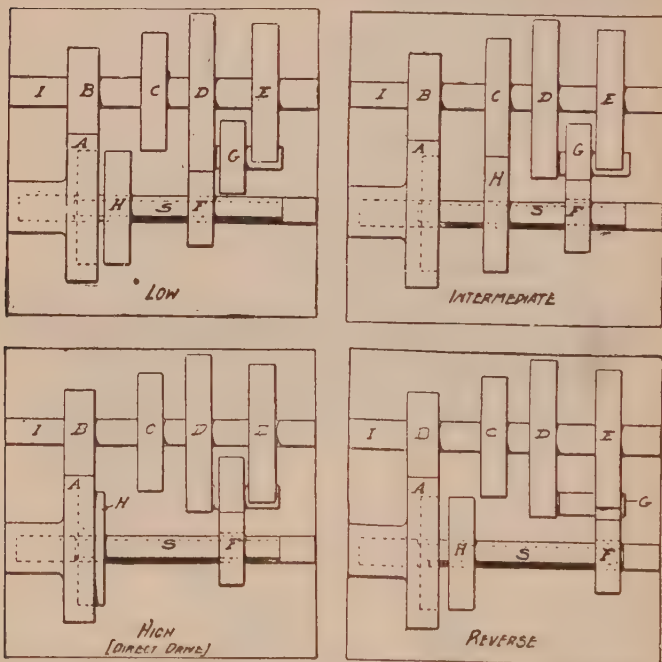 I B C D E
A
G
H S F
LOW
I B C D E
A G
H
S F
INTERMEDIATE
I B C D E
A H
S F
HIGH
[DIRECT DRIVE]
I B C D E
A
G
H S F
REVERSE